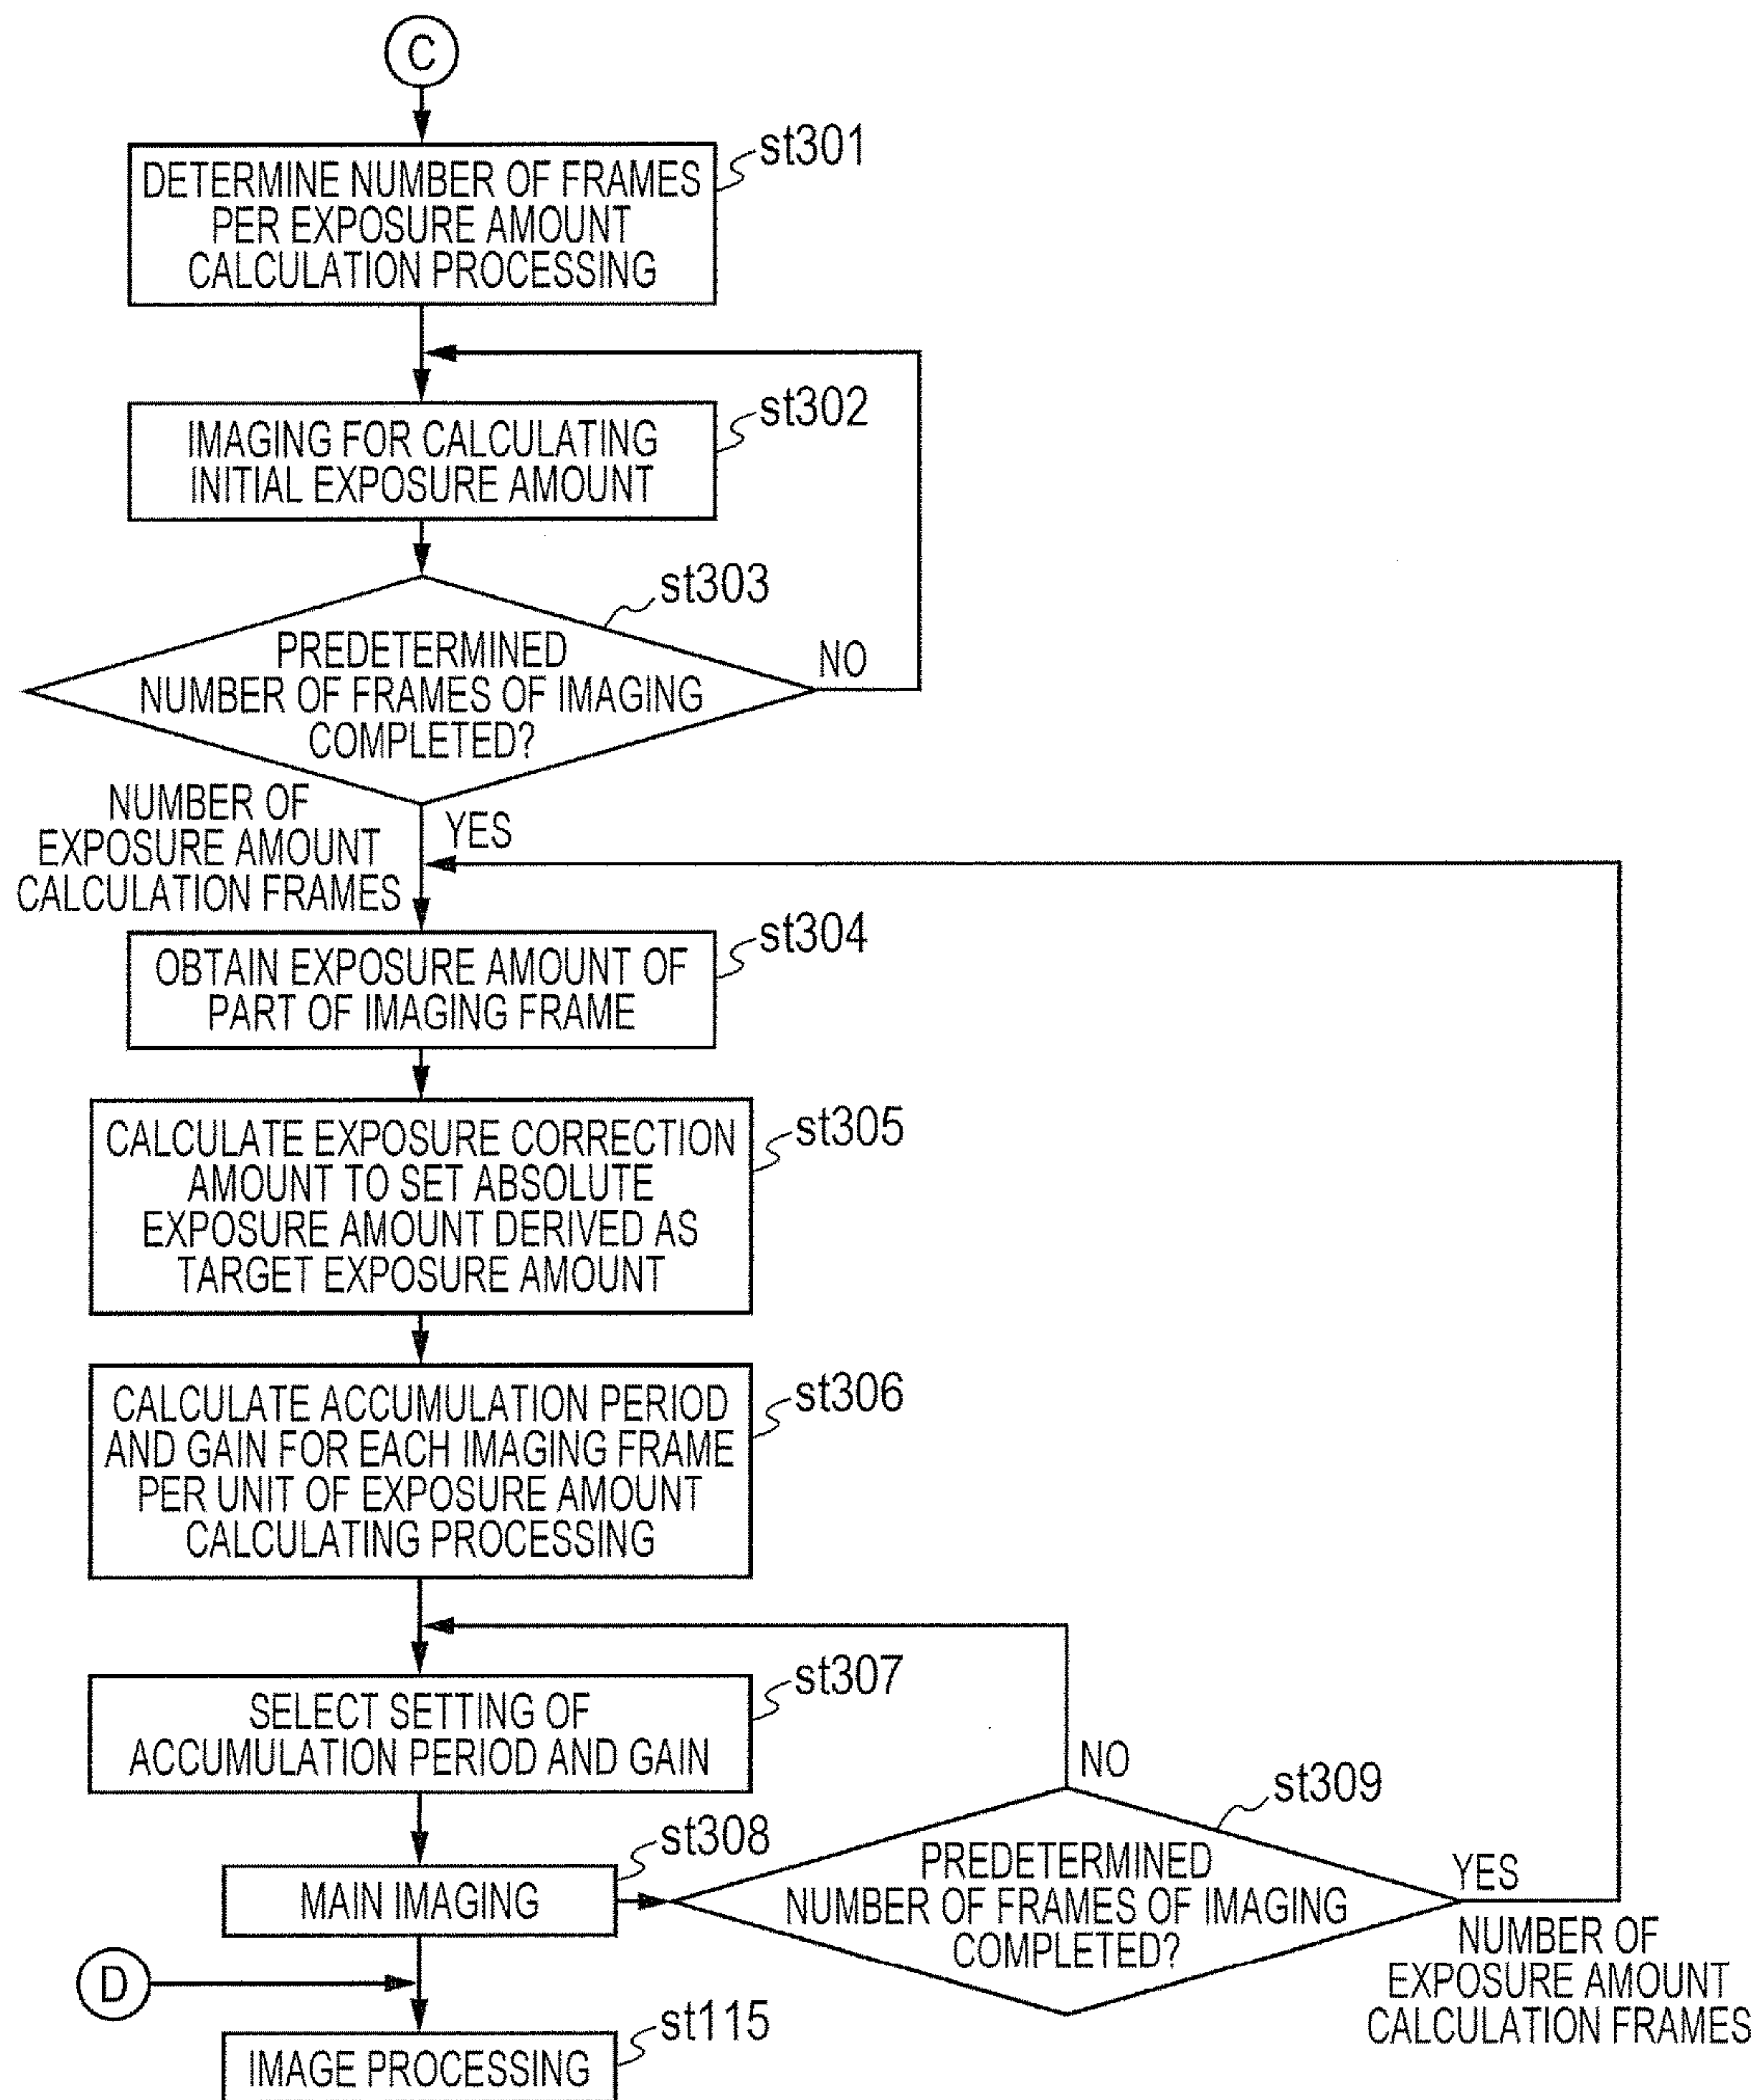 C
st301
DETERMINE NUMBER OF FRAMES
PER EXPOSURE AMOUNT
CALCULATION PROCESSING
st302
IMAGING FOR CALCULATING
INITIAL EXPOSURE AMOUNT
st303
PREDETERMINED
NUMBER OF FRAMES OF IMAGING
COMPLETED?
NO
NUMBER OF
EXPOSURE AMOUNT
CALCULATION FRAMES
YES
st304
OBTAIN EXPOSURE AMOUNT OF
PART OF IMAGING FRAME
st305
CALCULATE EXPOSURE CORRECTION
AMOUNT TO SET ABSOLUTE
EXPOSURE AMOUNT DERIVED AS
TARGET EXPOSURE AMOUNT
st306
CALCULATE ACCUMULATION PERIOD
AND GAIN FOR EACH IMAGING FRAME
PER UNIT OF EXPOSURE AMOUNT
CALCULATING PROCESSING
st307
SELECT SETTING OF
ACCUMULATION PERIOD AND GAIN
st308
MAIN IMAGING
NO
st309
PREDETERMINED
NUMBER OF FRAMES OF IMAGING
COMPLETED?
YES
NUMBER OF
EXPOSURE AMOUNT
CALCULATION FRAMES
D
st115
IMAGE PROCESSING